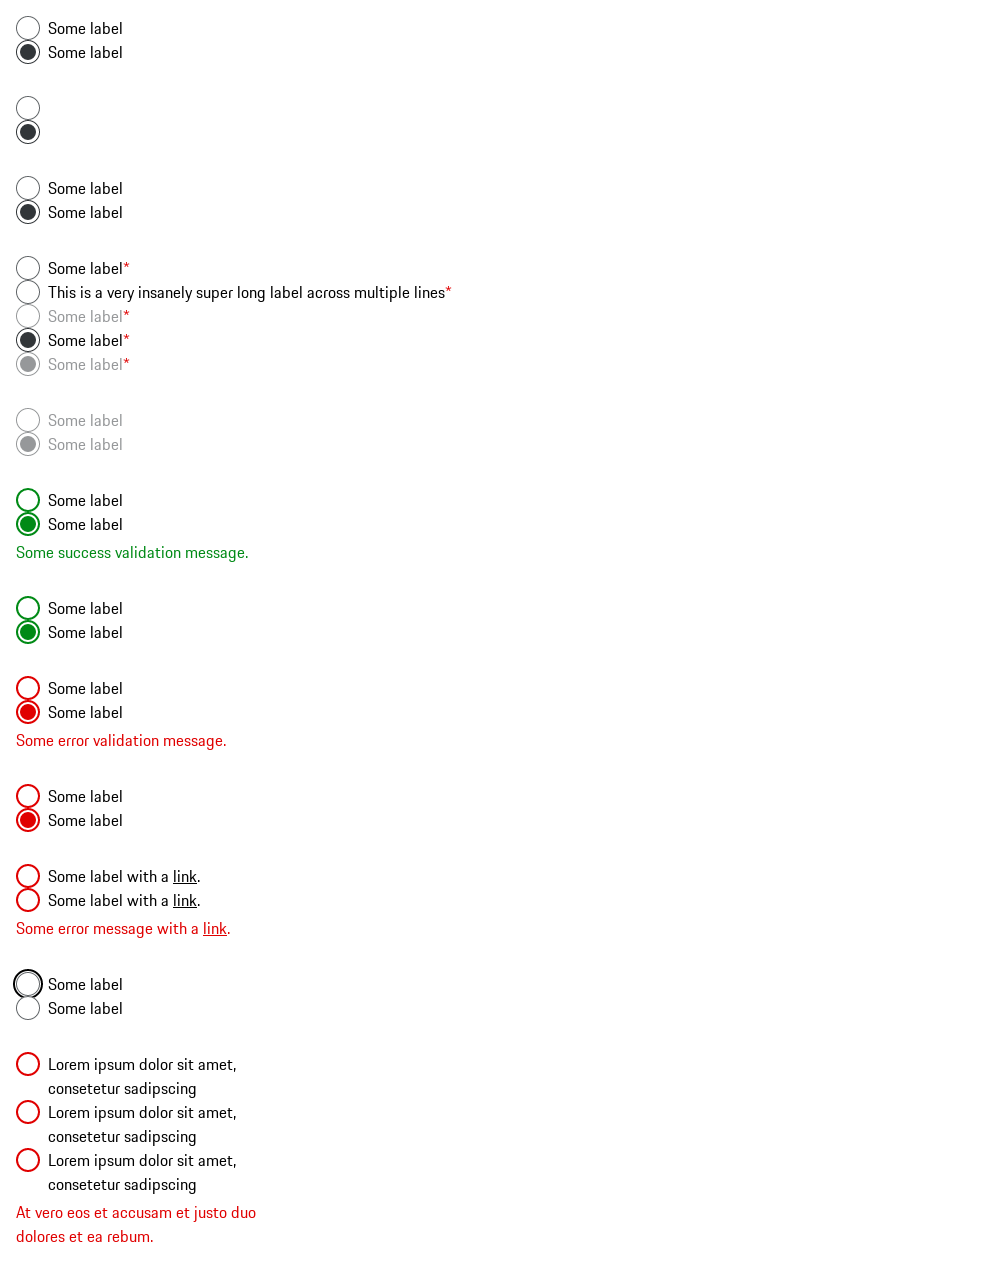 Some label
Some label
Some label
Some label
Some label*
This is a very insanely super long label across multiple lines*
Some label*
Some label*
Some label*
Some label
Some label
Some label
Some label
Some success validation message.
Some label
Some label
Some label
Some label
Some error validation message.
Some label
Some label
Some label with a link.
Some label with a link.
Some error message with a link.
Some label
Some label
Lorem ipsum dolor sit amet,
consetetur sadipscing
Lorem ipsum dolor sit amet,
consetetur sadipscing
Lorem ipsum dolor sit amet,
consetetur sadipscing
At vero eos et accusam et justo duo
dolores et ea rebum.